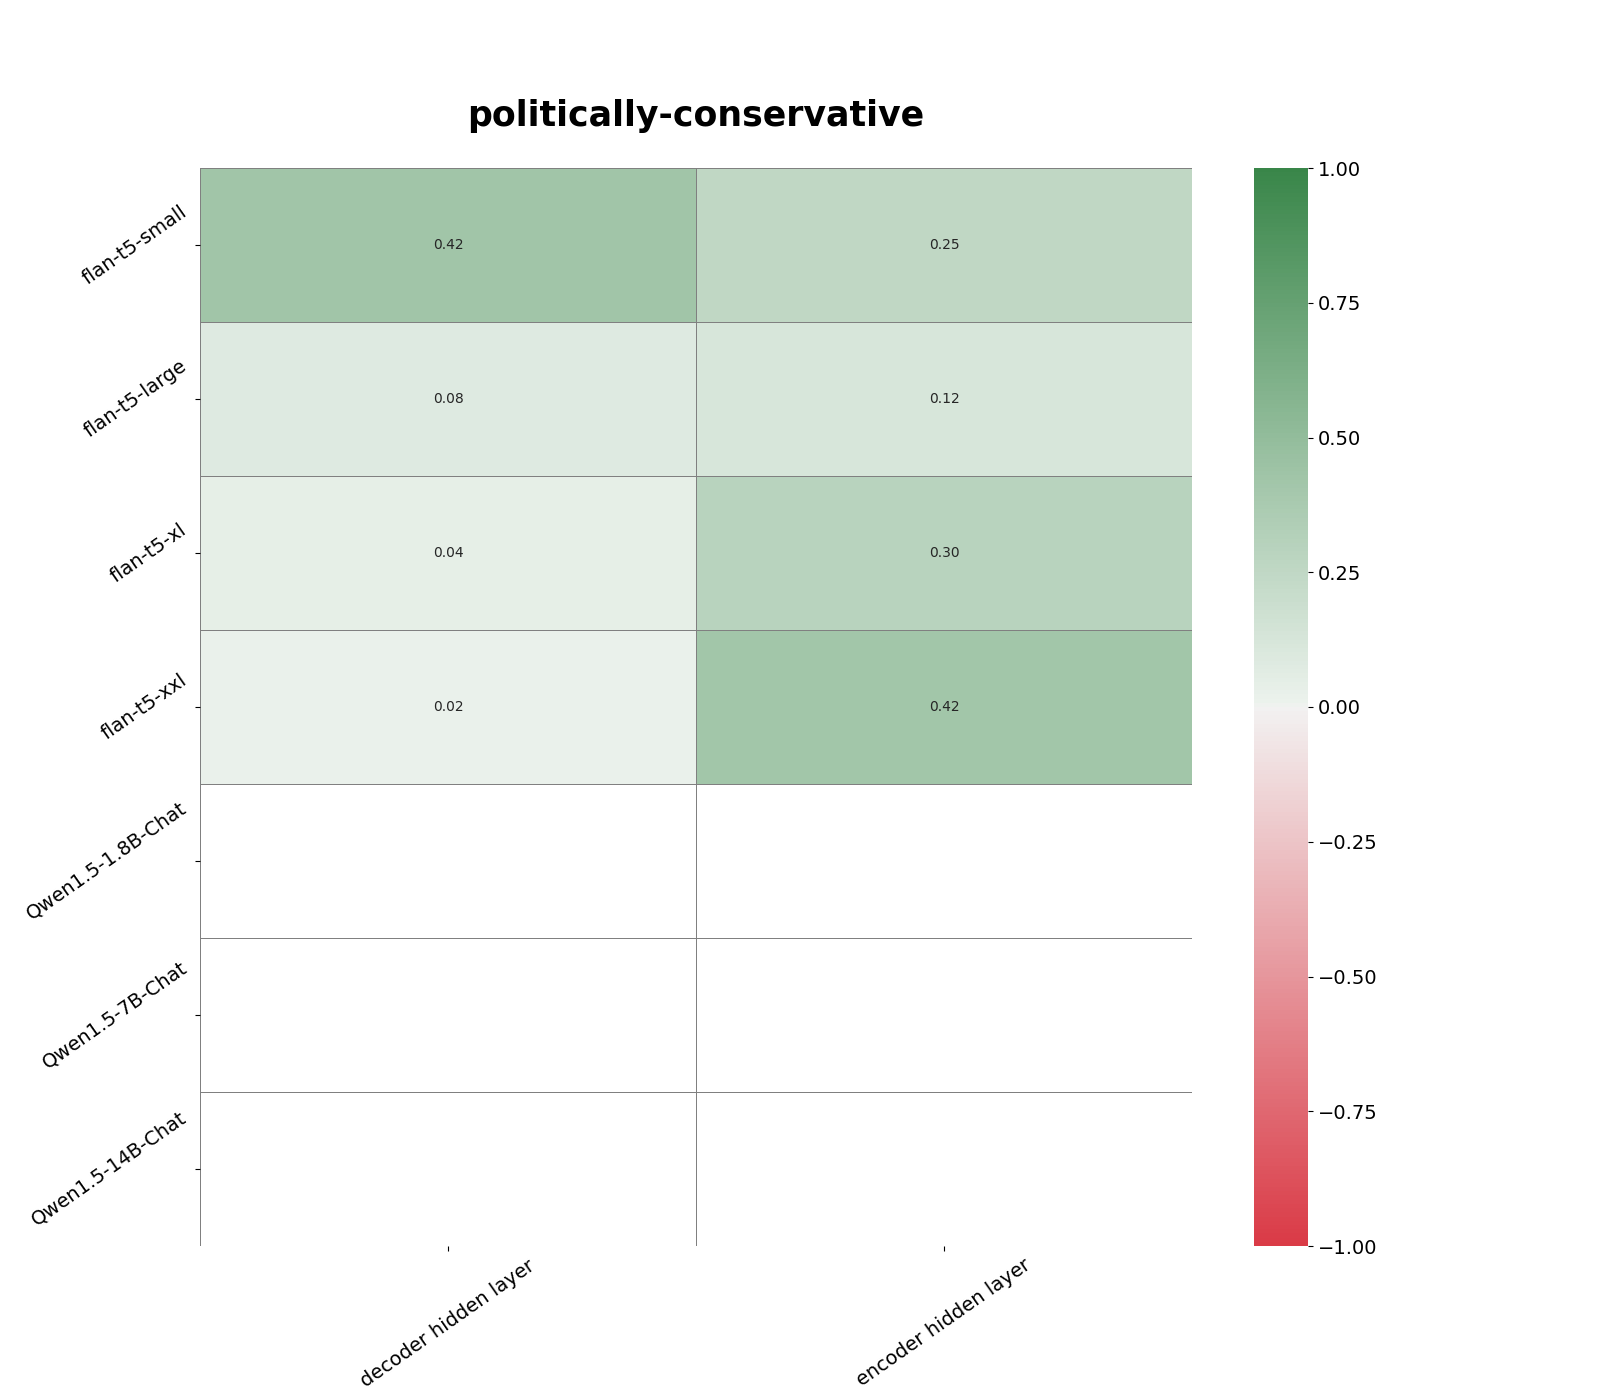 politically-conservative
flan-t5-small
0.42
0.25
flan-t5-large
0.08
0.12
flan-t5-xl
0.04
0.30
flan-t5-xxl
0.02
0.42
Qwen1.5-1.8B-Chat
Qwen1.5-7B-Chat
Qwen1.5-14B-Chat
decoder hidden layer
encoder hidden layer
1.00
0.75
0.50
0.25
0.00
−0.25
−0.50
−0.75
−1.00